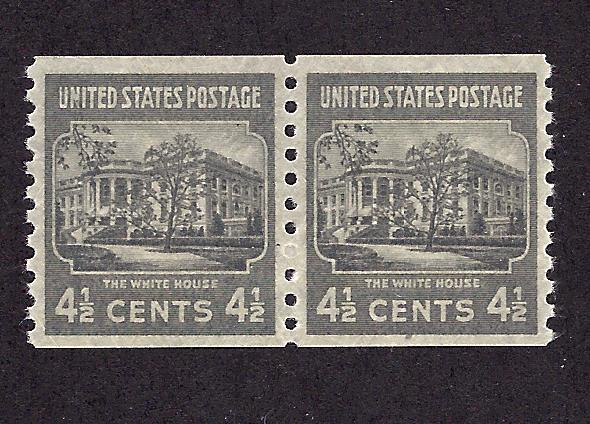 UNITED STATES POSTAGE
THE WHITE HOUSE
4½ CENTS 4½
UNITED STATES POSTAGE
THE WHITE HOUSE
4½ CENTS 4½